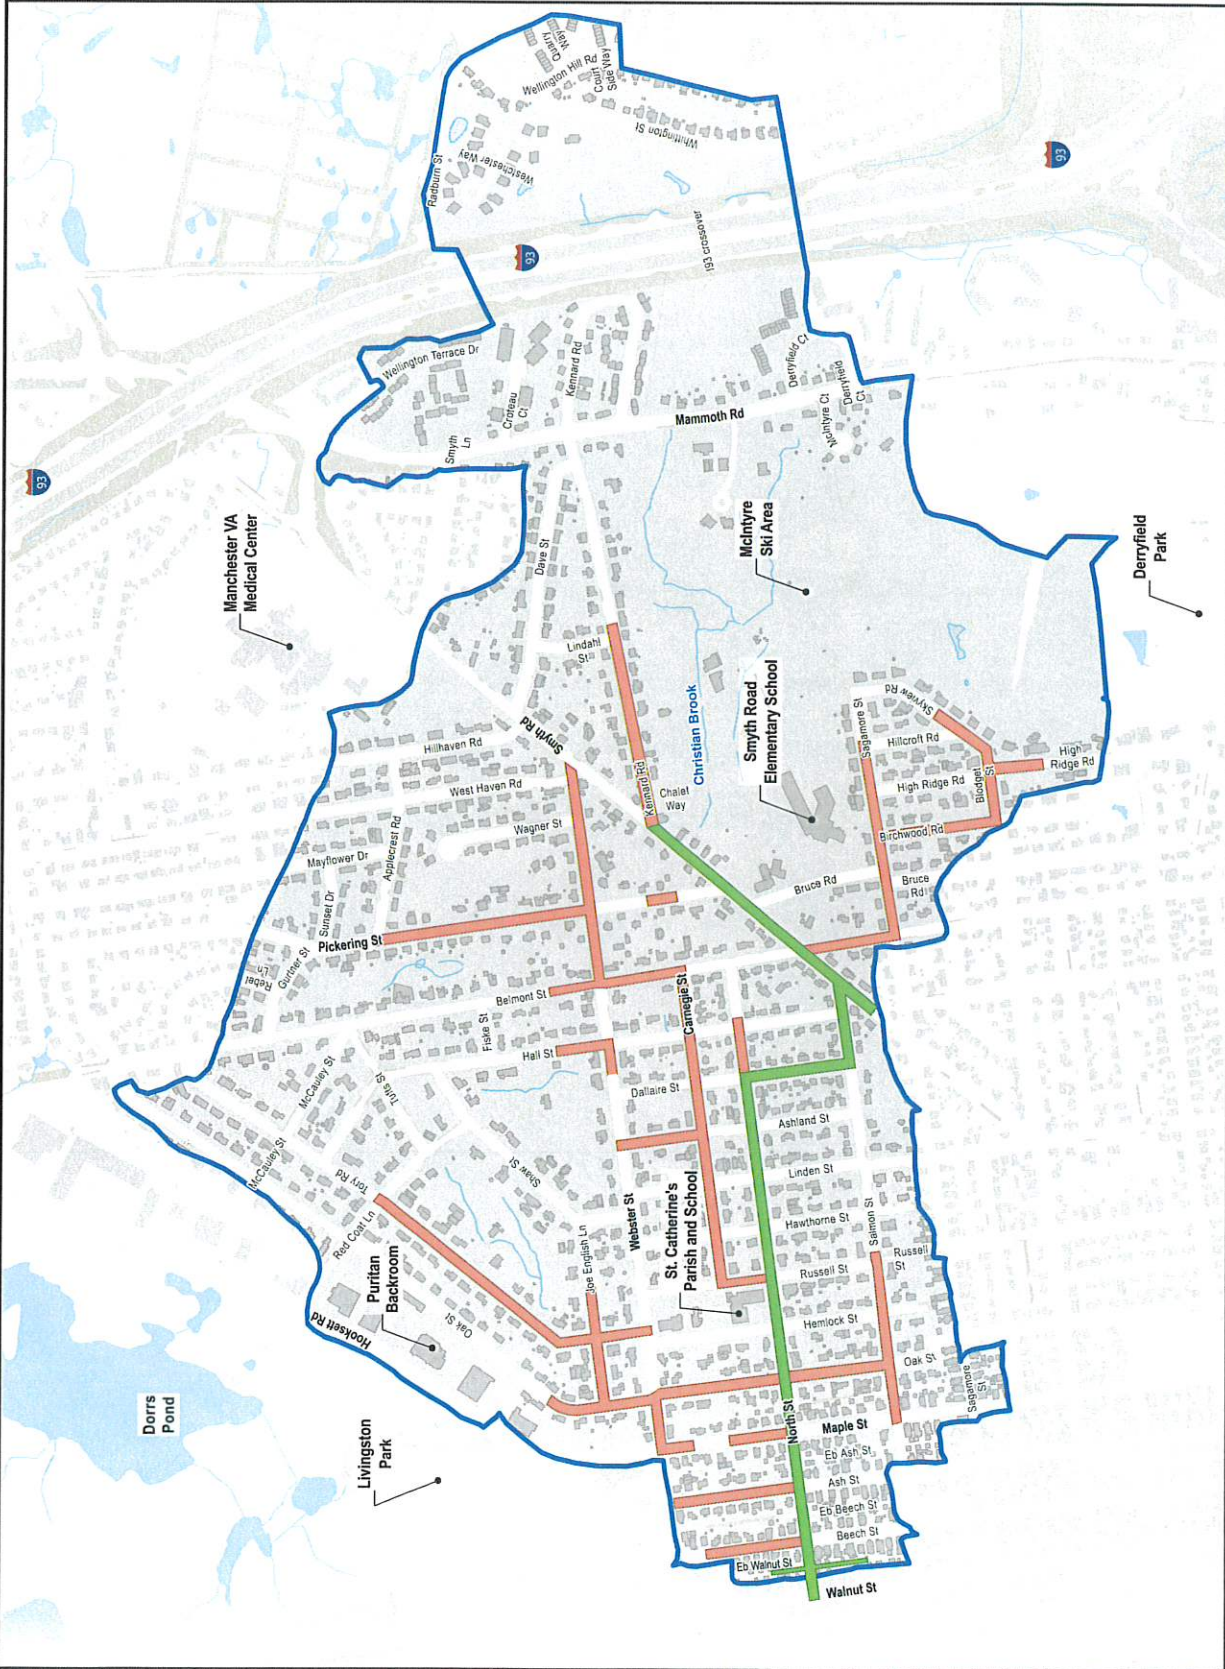 Quarry
Way
Wellington Hill Rd
Court
Side Way
Whittington St
Westchester Way
Radburn St
93
93
93
I93 crossover
Wellington Terrace Dr
Croteau
Ct
Kennard Rd
Smyth
Ln
Mammoth Rd
Derryfield Ct
Derryfield
Ct
McIntyre Ct
Manchester VA
Medical Center
McIntyre
Ski Area
Derryfield
Park
Dave St
Lindahl
St
Smyth Rd
Hillhaven Rd
West Haven Rd
Wagner St
Kennard Rd
Chalet
Way
Christian Brook
Smyth Road
Elementary School
Sagamore St
Skyview Rd
Hillcroft Rd
High Ridge Rd
Blodget
St
High
Ridge Rd
Birchwood Rd
Bruce
Rd
Bruce Rd
Mayflower Dr
Applecrest Rd
Sunset Dr
Pickering St
Gurtner St
Rebel
Ln
Belmont St
Fiske St
Hall St
Carnegie St
Dallaire St
McCauley St
Tufts St
McCauley St
Tory Rd
Shaw St
Red Coat Ln
Ashland St
Linden St
Hawthorne St
Salmon St
Russell
St
Russell St
Hemlock St
Webster St
St. Catherine's
Parish and School
Joe English Ln
Puritan
Backroom
Oak St
Hooksett Rd
Dorrs
Pond
Livingston
Park
Oak St
Sagamore
St
North St
Maple St
Eb Ash St
Ash St
Eb Beech St
Beech St
Eb Walnut St
Walnut St